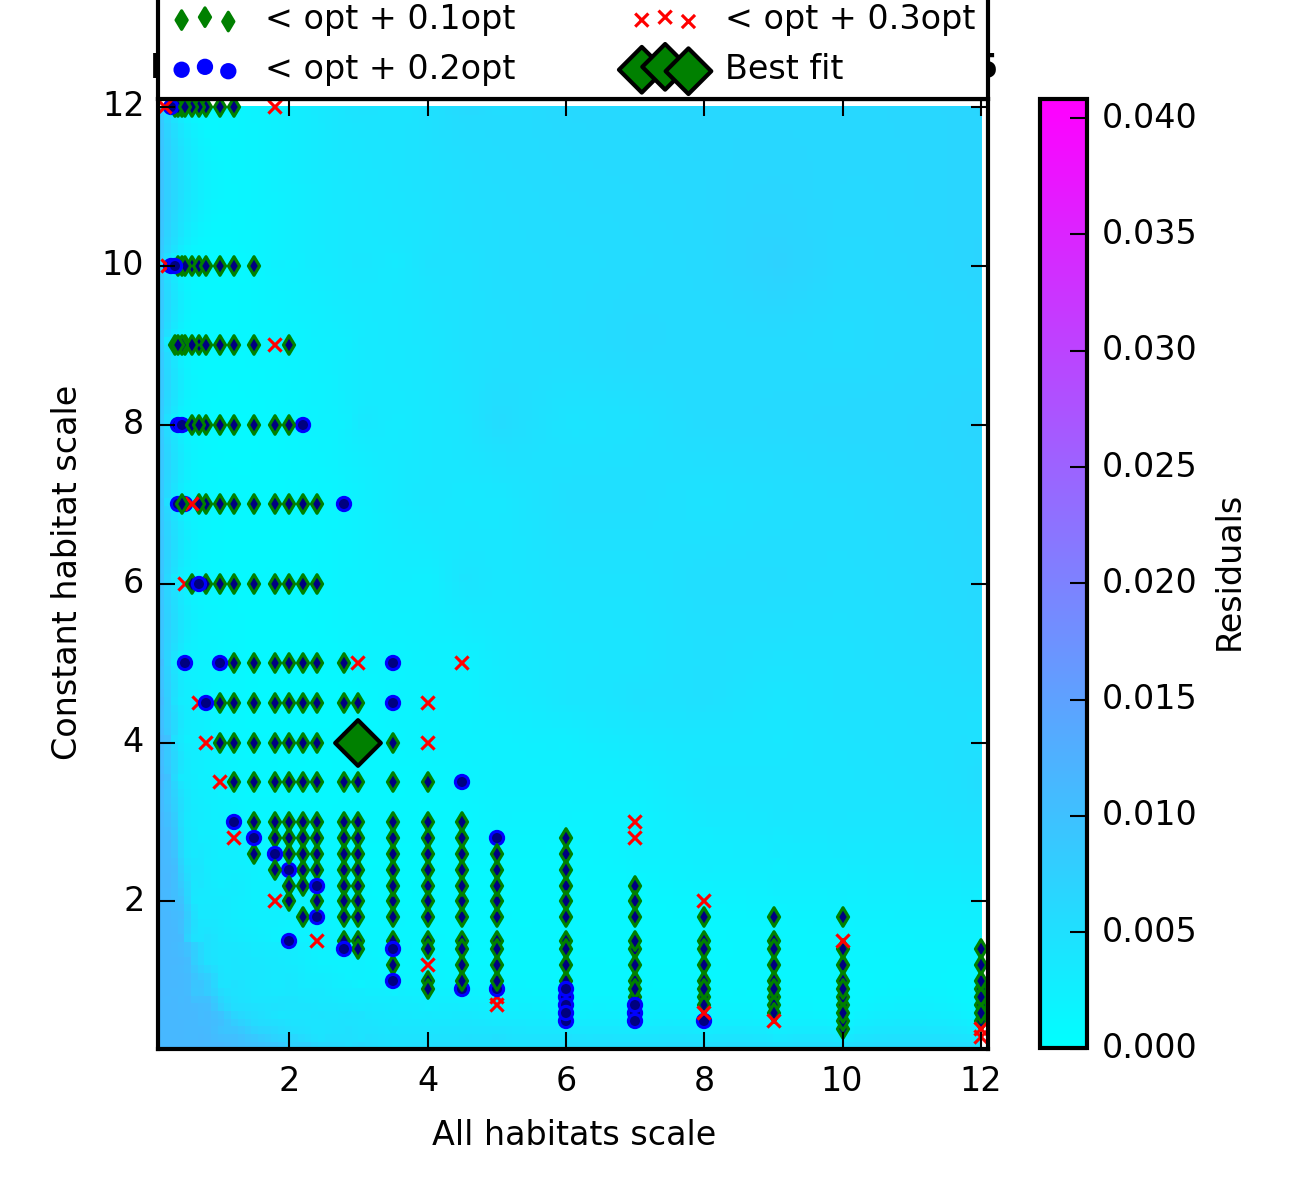 < opt + 0.1opt < opt + 0.3opt
< opt + 0.2opt Best fit
12
10
8
6
4
2
Constant habitat scale
2 4 6 8 10 12
All habitats scale
0.040
0.035
0.030
0.025
0.020
0.015
0.010
0.005
0.000
Residuals